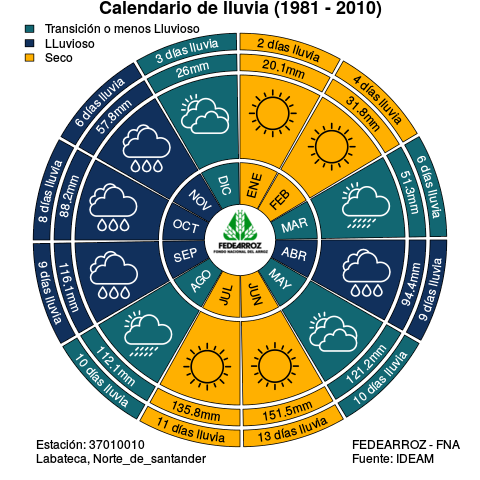 Calendario de lluvia (1981 - 2010)
Transición o menos Lluvioso
LLuvioso
Seco
2 días lluvia
20.1mm
ENE
4 días lluvia
31.8mm
FEB
6 días lluvia
51.3mm
MAR
9 días lluvia
94.4mm
ABR
10 días lluvia
121.2mm
MAY
13 días lluvia
151.5mm
JUN
11 días lluvia
135.8mm
JUL
10 días lluvia
112.1mm
AGO
9 días lluvia
116.1mm
SEP
8 días lluvia
88.2mm
OCT
6 días lluvia
57.8mm
NOV
3 días lluvia
26mm
DIC
FEDEARROZ
FONDO NACIONAL DEL ARROZ
Estación: 37010010
Labateca, Norte_de_santander
FEDEARROZ - FNA
Fuente: IDEAM